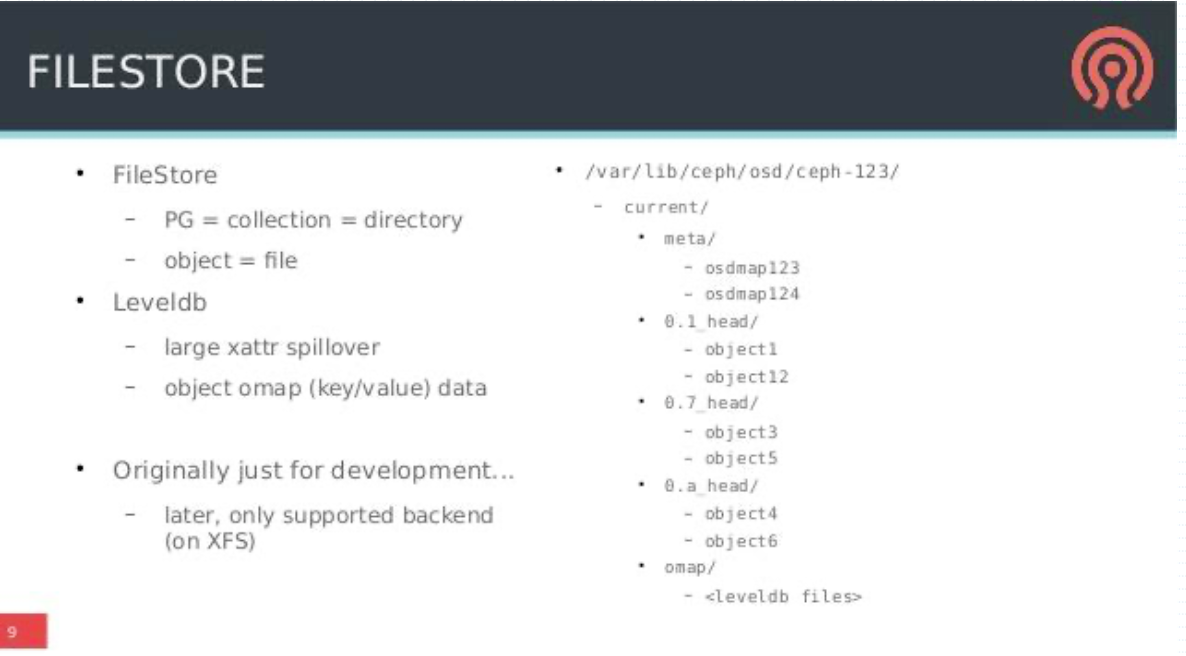 FILESTORE
• FileStore
– PG = collection = directory
– object = file
• Leveldb
– large xattr spillover
– object omap (key/value) data
• Originally just for development...
– later, only supported backend
(on XFS)
• /var/lib/ceph/osd/ceph-123/
– current/
• meta/
– osdmap123
– osdmap124
• 0.1_head/
– object1
– object12
• 0.7_head/
– object3
– object5
• 0.a_head/
– object4
– object6
• omap/
– <leveldb files>
9